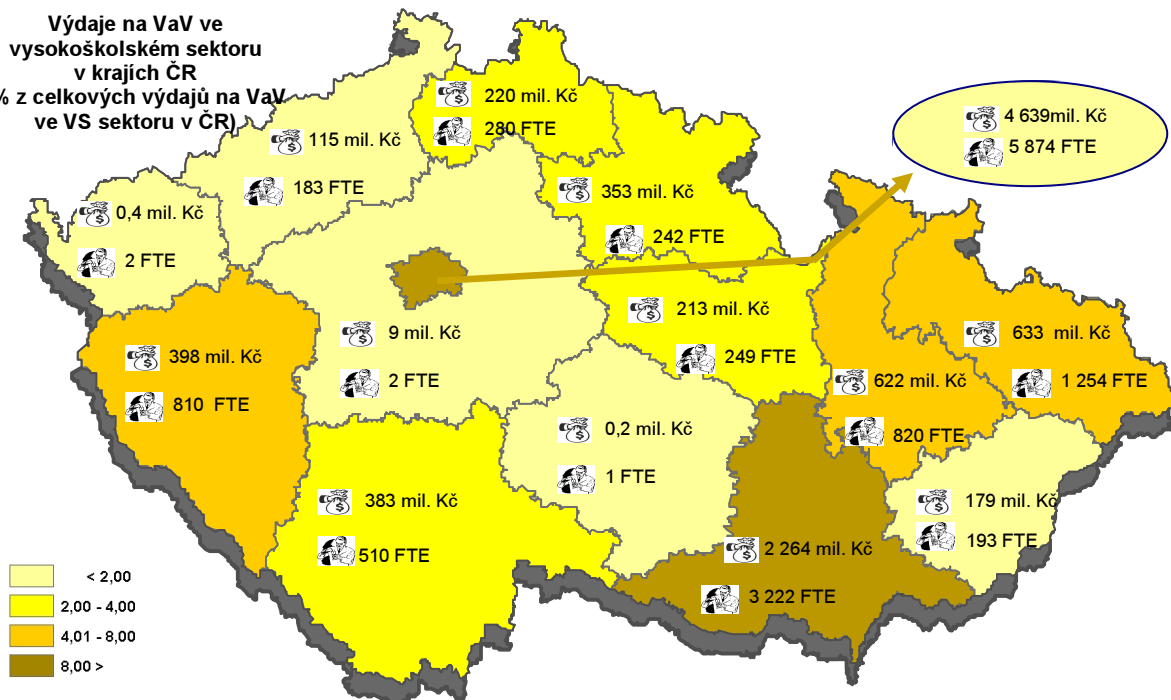 Výdaje na VaV ve
vysokoškolském sektoru
v krajích ČR
% z celkových výdajů na VaV
ve VS sektoru v ČR)
220 mil. Kč
280 FTE
4 639mil. Kč
5 874 FTE
115 mil. Kč
183 FTE
353 mil. Kč
242 FTE
0,4 mil. Kč
2 FTE
213 mil. Kč
249 FTE
9 mil. Kč
2 FTE
633 mil. Kč
1 254 FTE
398 mil. Kč
810 FTE
622 mil. Kč
820 FTE
0,2 mil. Kč
1 FTE
383 mil. Kč
510 FTE
179 mil. Kč
193 FTE
2 264 mil. Kč
3 222 FTE
< 2,00
2,00 - 4,00
4,01 - 8,00
8,00 >